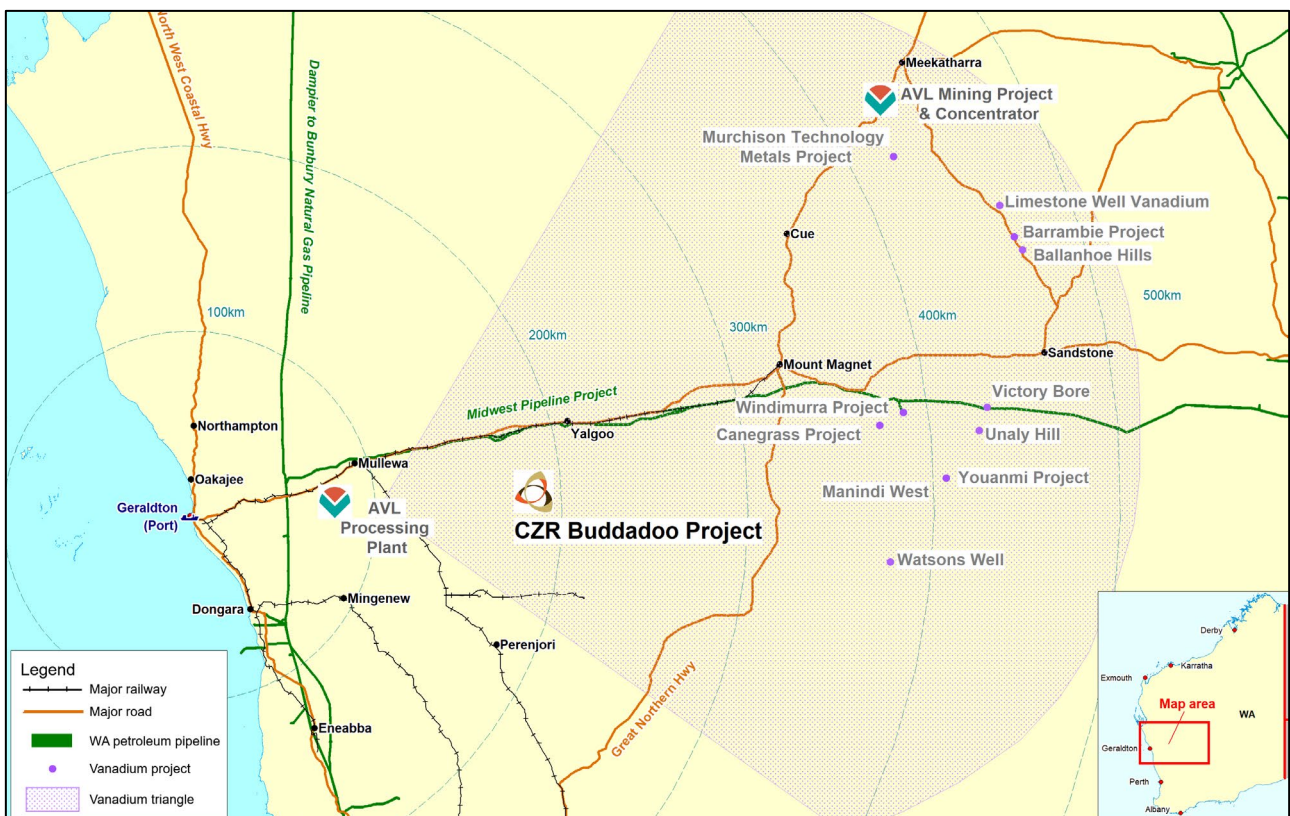 North West Coastal Hwy
Dampier to Bunbury Natural Gas Pipeline
Meekatharra
AVL Mining Project
& Concentrator
Murchison Technology
Metals Project
Limestone Well Vanadium
Barrambie Project
Ballanhoe Hills
Cue
100km
200km
300km
400km
500km
Mount Magnet
Sandstone
Midwest Pipeline Project
Yalgoo
Windimurra Project
Canegrass Project
Victory Bore
Unaly Hill
Youanmi Project
Manindi West
Watsons Well
Northampton
Oakajee
Mullewa
Geraldton
(Port)
AVL
Processing
Plant
CZR Buddadoo Project
Dongara
Mingenew
Perenjori
Eneabba
Great Northern Hwy
Legend
Major railway
Major road
WA petroleum pipeline
Vanadium project
Vanadium triangle
Derby
Karratha
Exmouth
Map area
WA
Geraldton
Perth
Albany